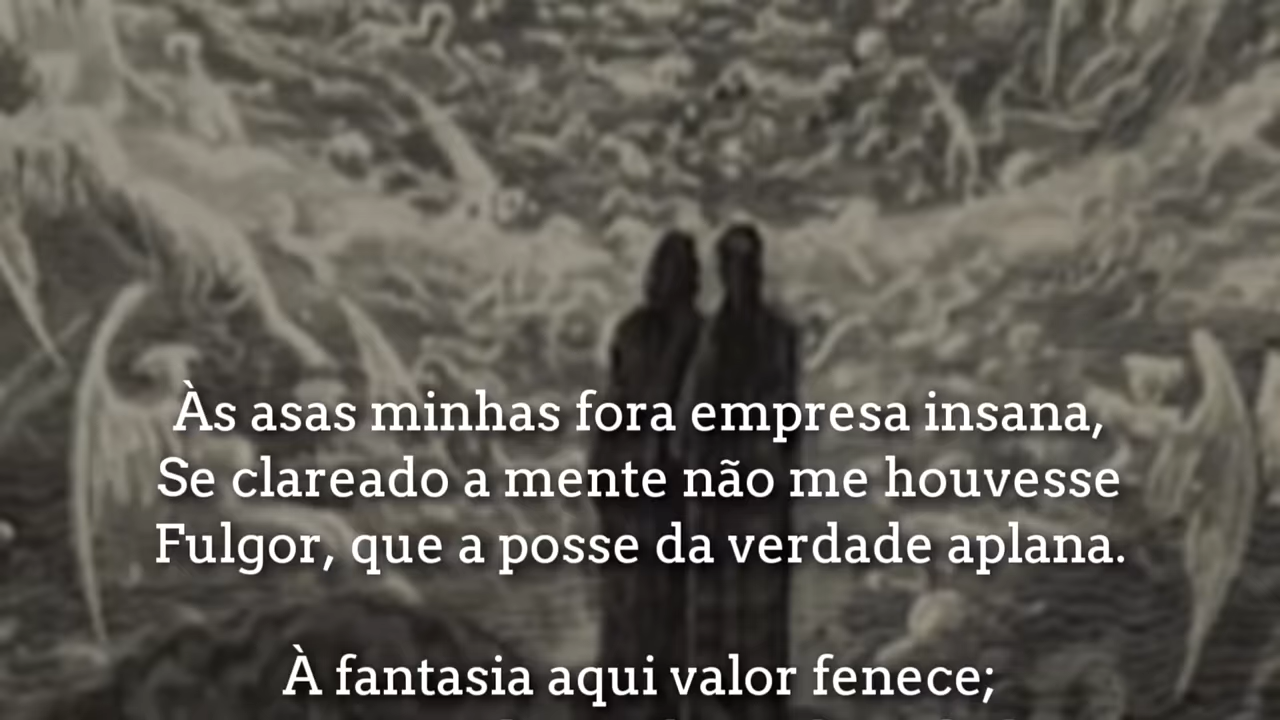 Às asas minhas fora empresa insana,
Se clareado a mente não me houvesse
Fulgor, que a posse da verdade aplana.
À fantasia aqui valor fenece;